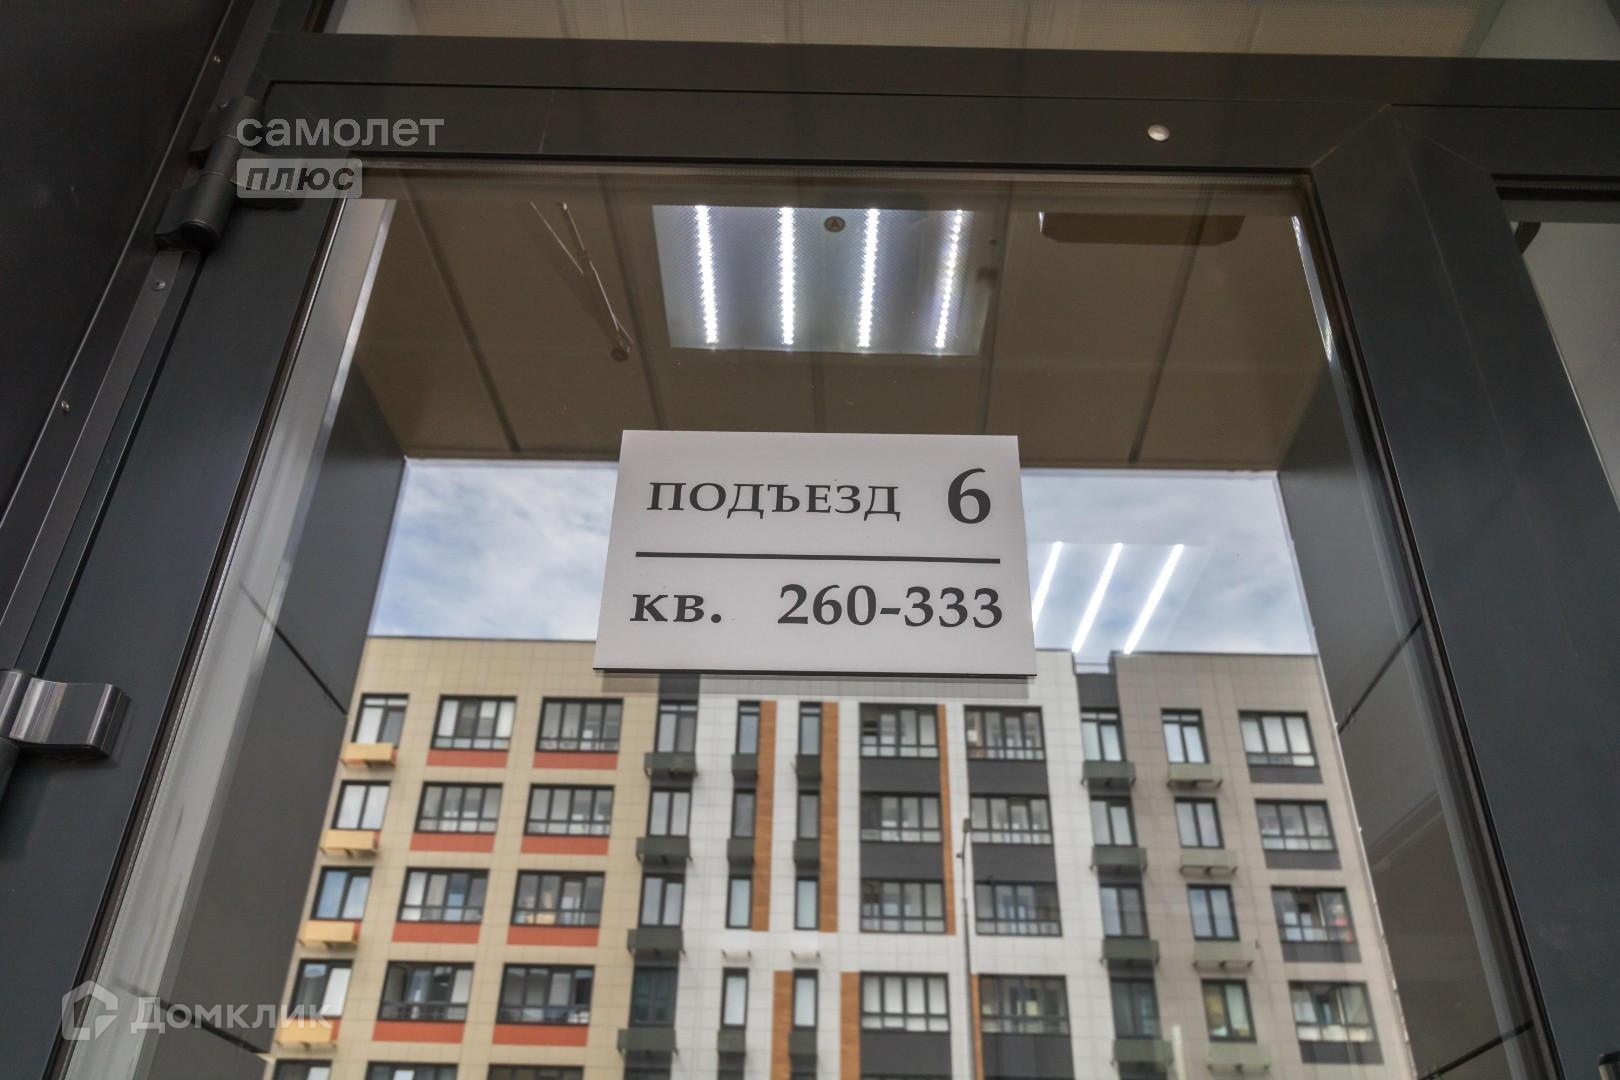 самолет
плюс
ПОДЪЕЗД 6
КВ. 260-333
Домклик